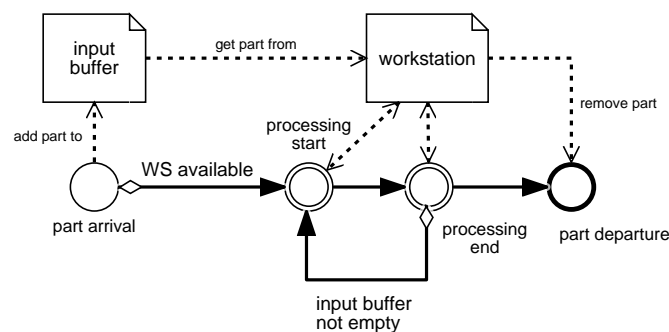 input
buffer
get part from
workstation
add part to
processing
start
remove part
WS available
part arrival
processing
end
part departure
input buffer
not empty